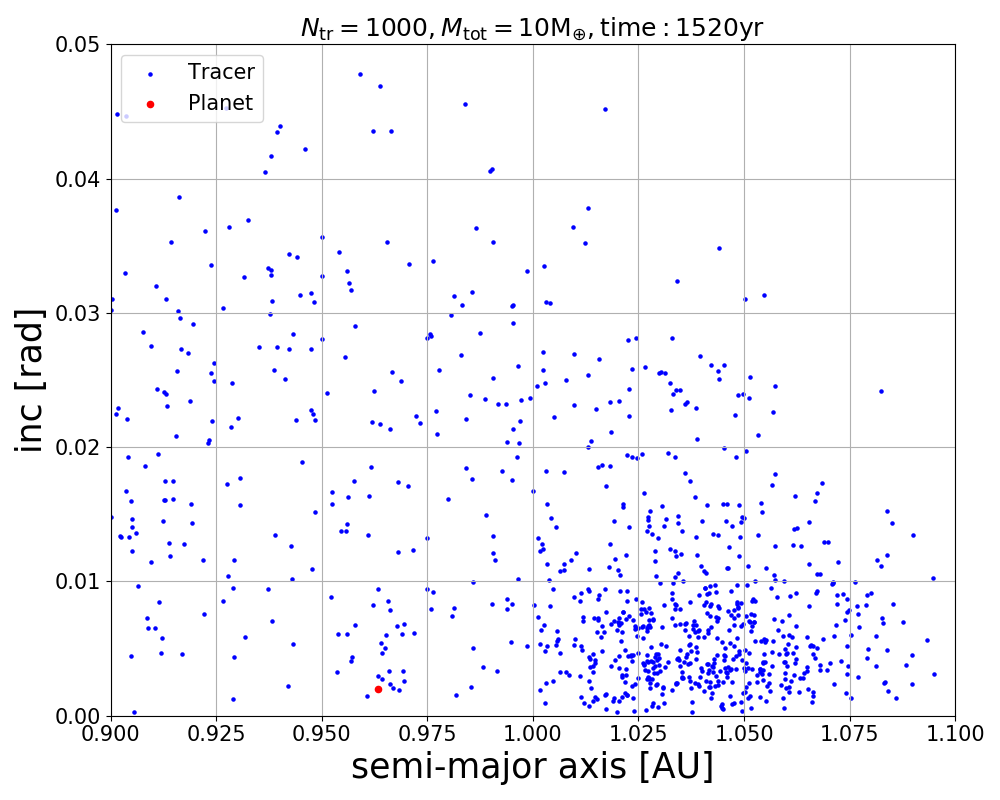 N_tr = 1000, M_tot = 10M_⊕, time : 1520yr
Tracer
Planet
0.05
0.04
0.03
0.02
0.01
0.00
inc [rad]
0.900 0.925 0.950 0.975 1.000 1.025 1.050 1.075 1.100
semi-major axis [AU]